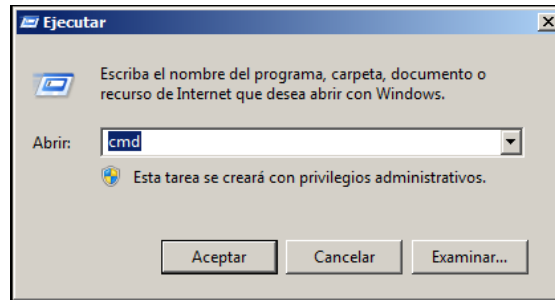 Ejecutar
Escriba el nombre del programa, carpeta, documento o
recurso de Internet que desea abrir con Windows.
Abrir: cmd
Esta tarea se creará con privilegios administrativos.
Aceptar Cancelar Examinar...